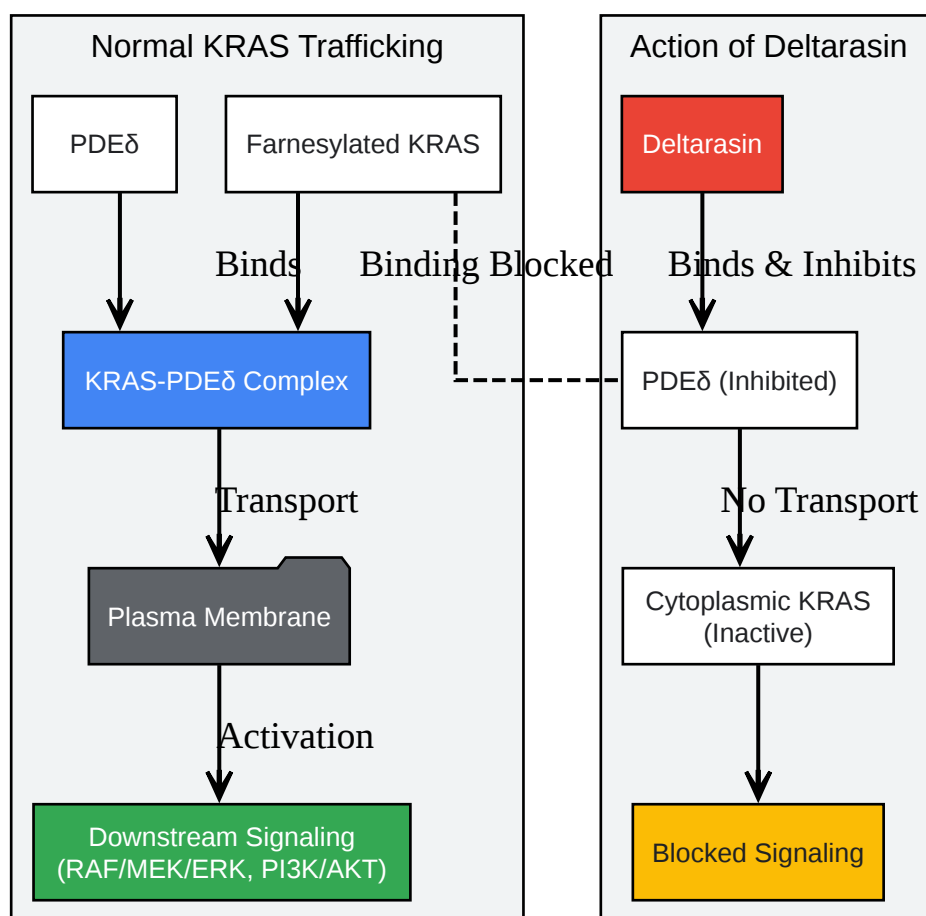 Normal KRAS Trafficking
PDEδ
Farnesylated KRAS
Binds
Binding Blocked
KRAS-PDEδ Complex
Transport
Plasma Membrane
Activation
Downstream Signaling
(RAF/MEK/ERK, PI3K/AKT)
Action of Deltarasin
Deltarasin
Binds & Inhibits
PDEδ (Inhibited)
No Transport
Cytoplasmic KRAS
(Inactive)
Blocked Signaling